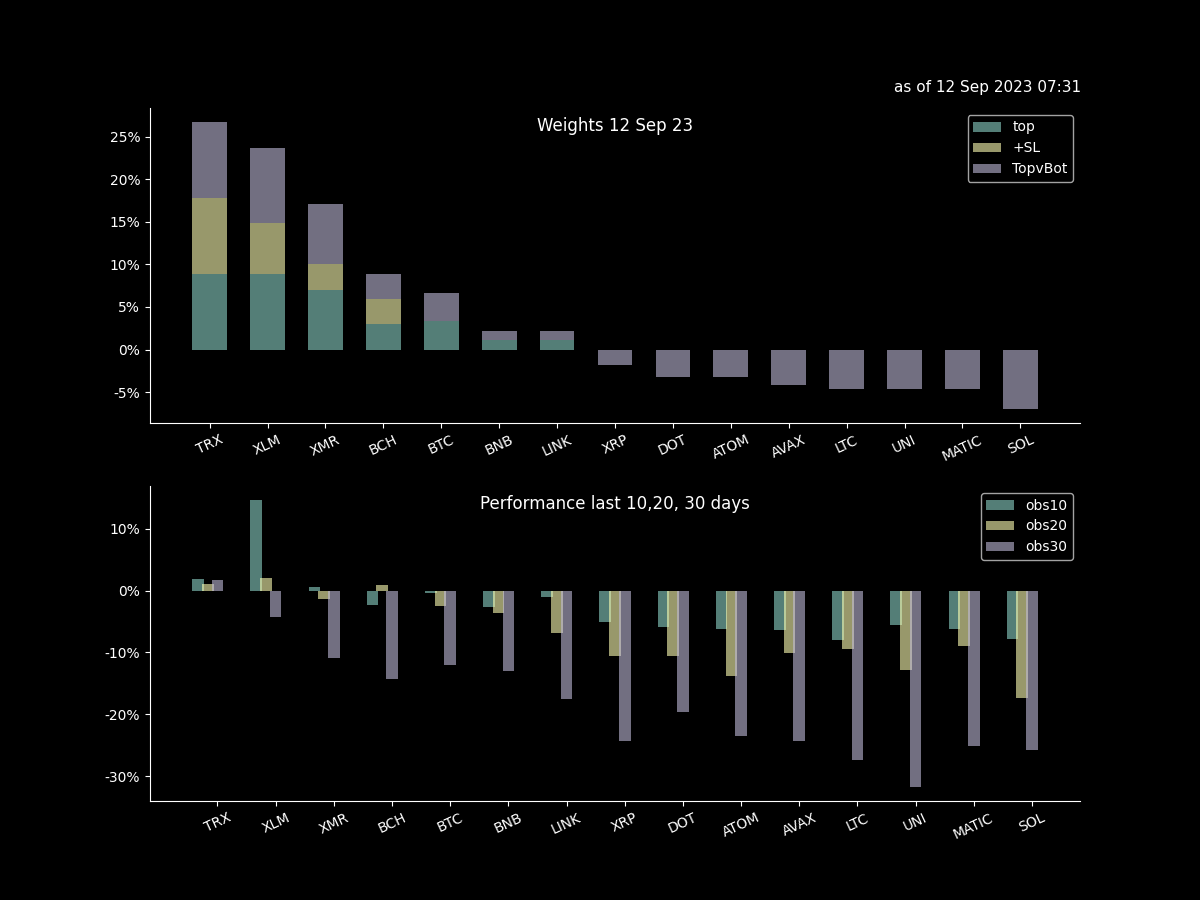 as of 12 Sep 2023 07:31
Weights 12 Sep 23
top
+SL
TopvBot
25%
20%
15%
10%
5%
0%
-5%
TRX XLM XMR BCH BTC BNB LINK XRP DOT ATOM AVAX LTC UNI MATIC SOL
Performance last 10,20, 30 days
obs10
obs20
obs30
10%
0%
-10%
-20%
-30%
TRX XLM XMR BCH BTC BNB LINK XRP DOT ATOM AVAX LTC UNI MATIC SOL